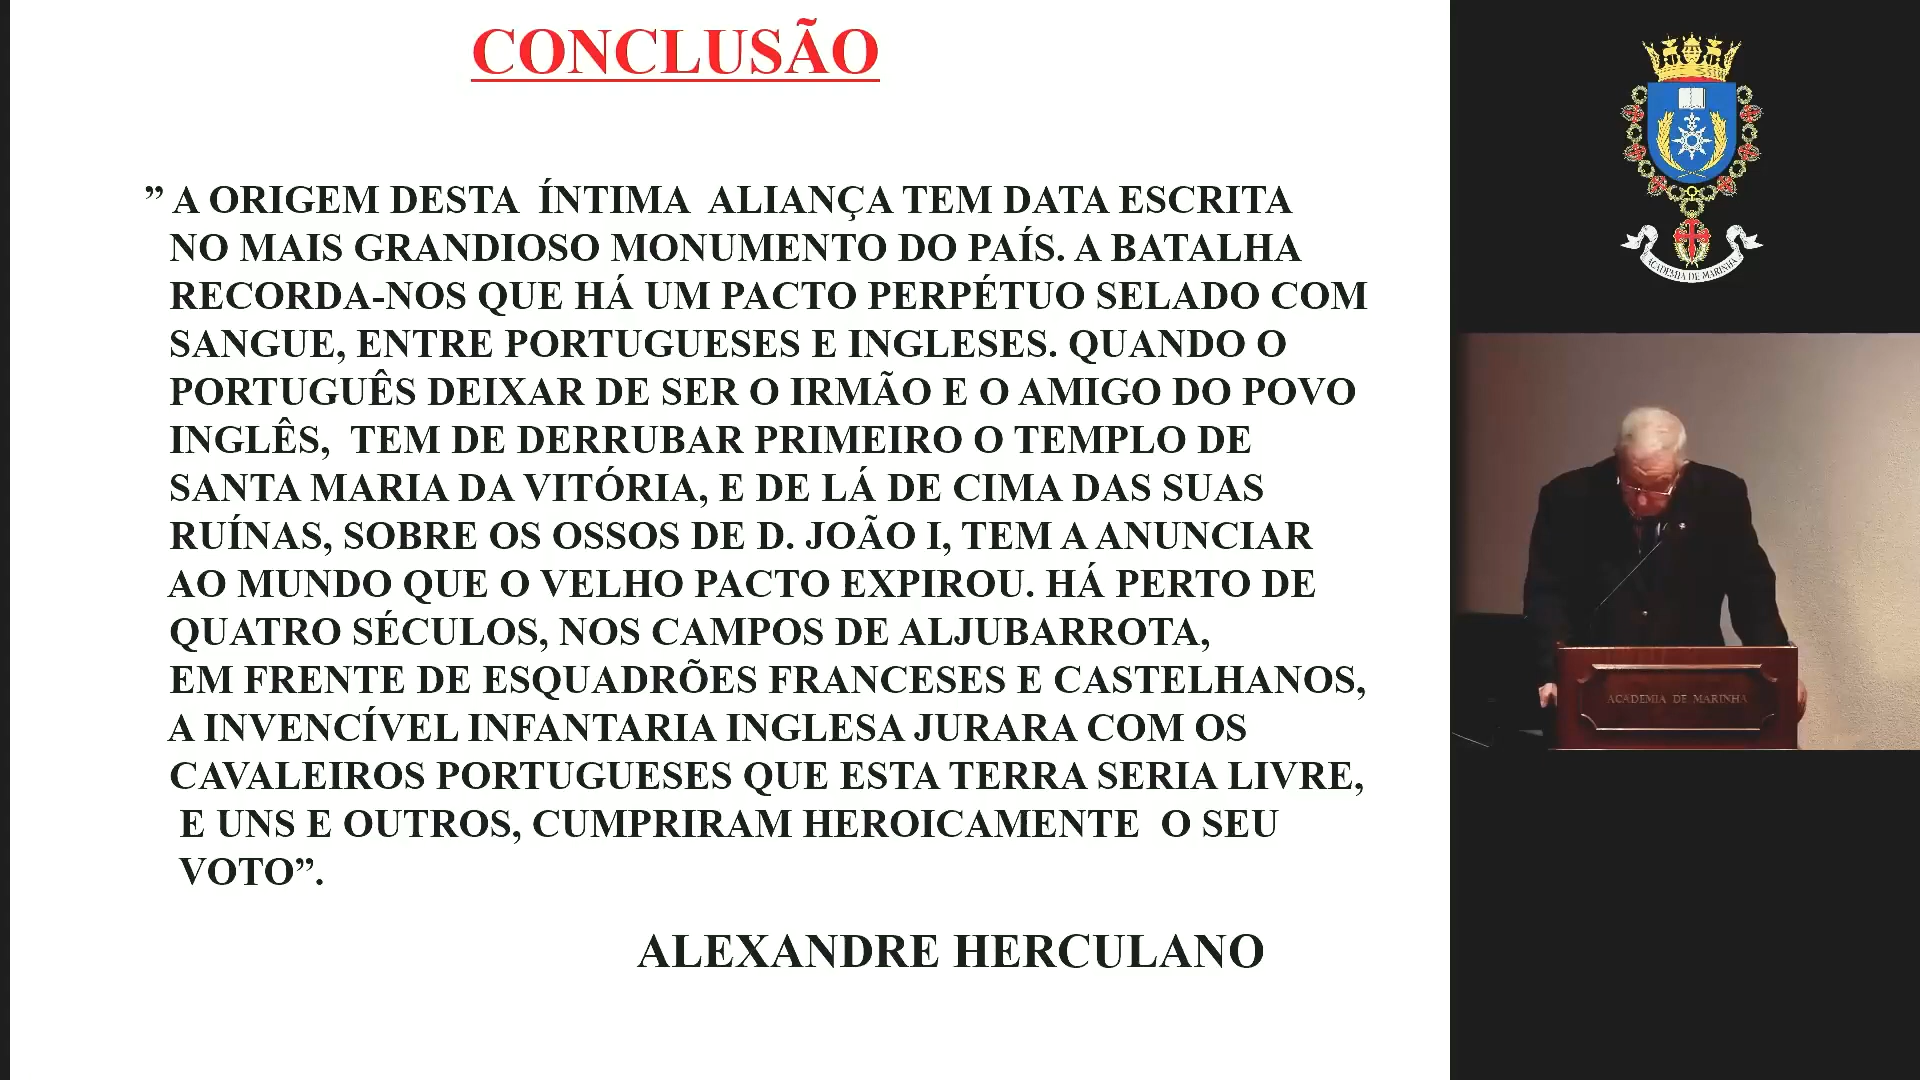 CONCLUSÃO
” A ORIGEM DESTA ÍNTIMA ALIANÇA TEM DATA ESCRITA
NO MAIS GRANDIOSO MONUMENTO DO PAÍS. A BATALHA
RECORDA-NOS QUE HÁ UM PACTO PERPÉTUO SELADO COM
SANGUE, ENTRE PORTUGUESES E INGLESES. QUANDO O
PORTUGUÊS DEIXAR DE SER O IRMÃO E O AMIGO DO POVO
INGLÊS, TEM DE DERRUBAR PRIMEIRO O TEMPLO DE
SANTA MARIA DA VITÓRIA, E DE LÁ DE CIMA DAS SUAS
RUÍNAS, SOBRE OS OSSOS DE D. JOÃO I, TEM A ANUNCIAR
AO MUNDO QUE O VELHO PACTO EXPIROU. HÁ PERTO DE
QUATRO SÉCULOS, NOS CAMPOS DE ALJUBARROTA,
EM FRENTE DE ESQUADRÕES FRANCESES E CASTELHANOS,
A INVENCÍVEL INFANTARIA INGLESA JURARA COM OS
CAVALEIROS PORTUGUESES QUE ESTA TERRA SERIA LIVRE,
E UNS E OUTROS, CUMPRIRAM HEROICAMENTE O SEU
VOTO”.
ALEXANDRE HERCULANO
ACADEMIA DE MARINHA
ACADEMIA DE MARINHA